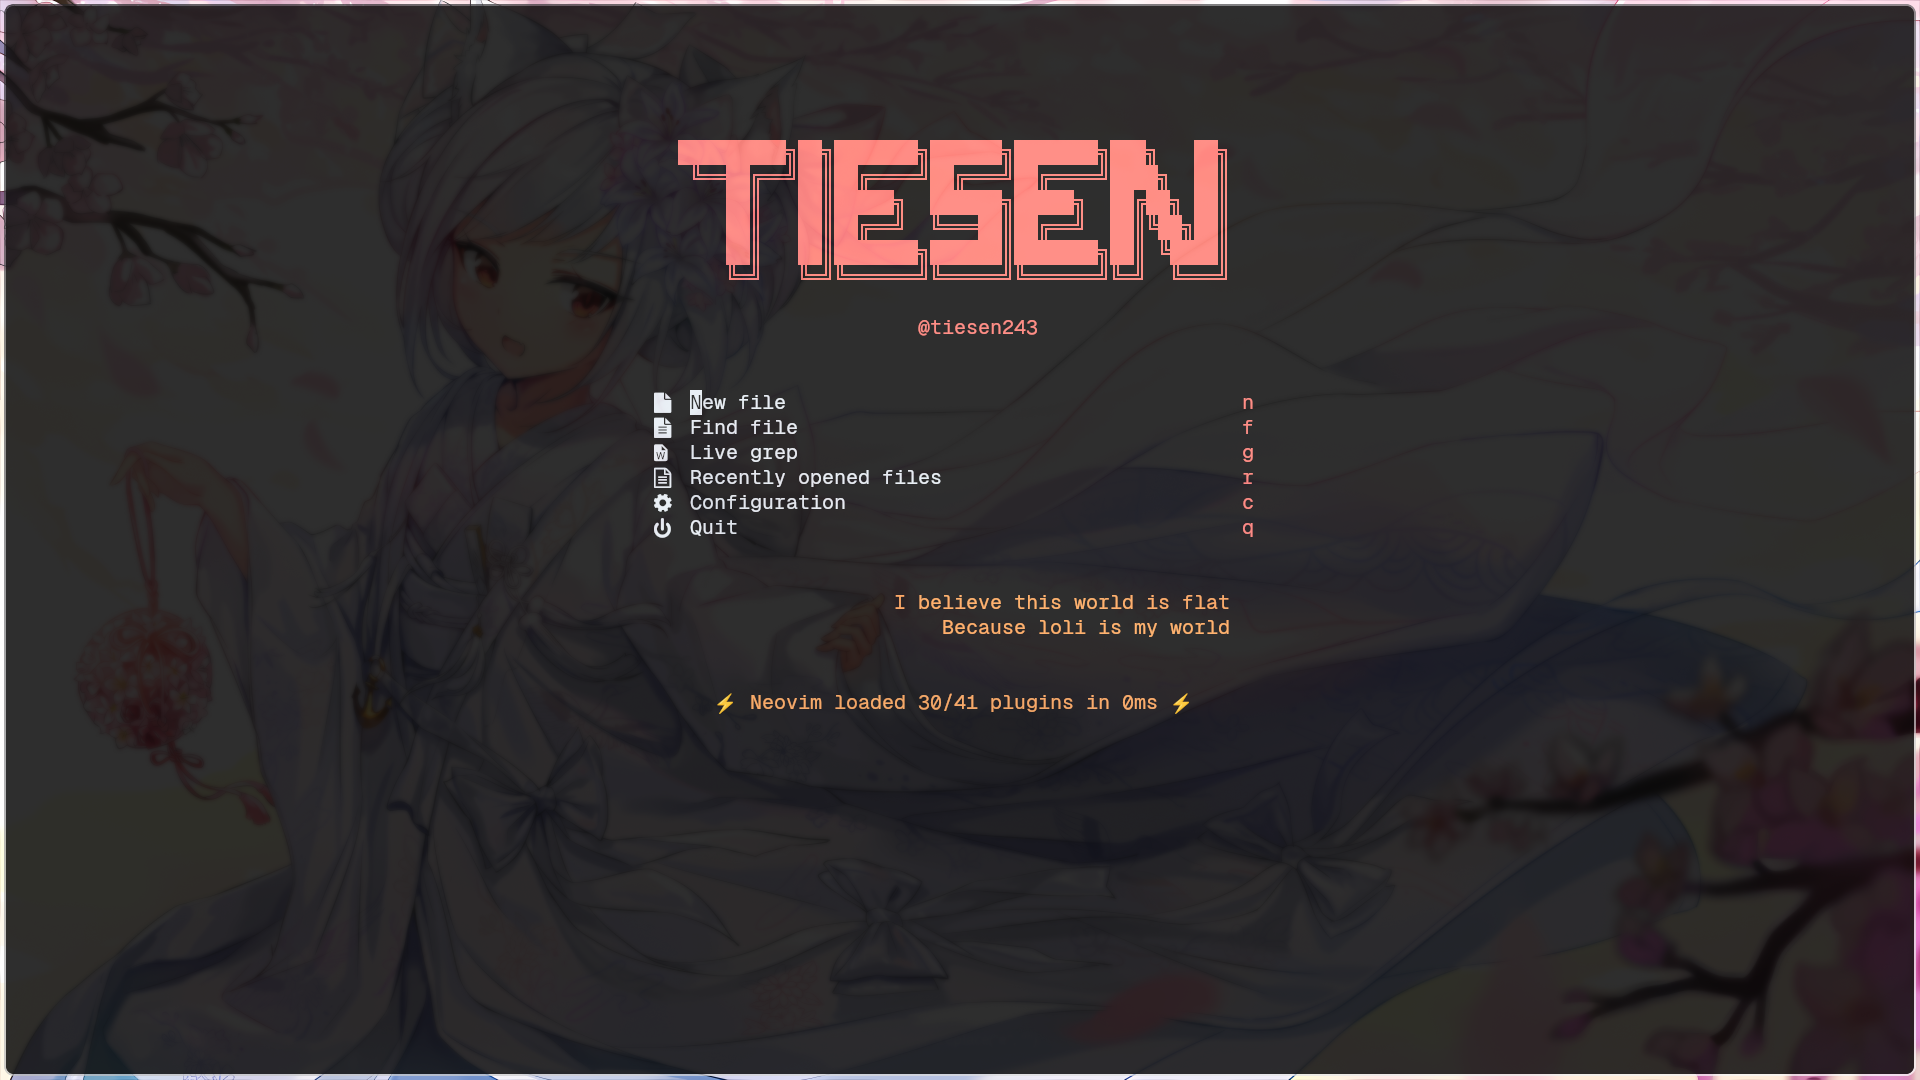 TIESEN
@tiesen243
New file n
Find file f
Live grep g
Recently opened files r
Configuration c
Quit q
I believe this world is flat
Because loli is my world
⚡ Neovim loaded 30/41 plugins in 0ms ⚡